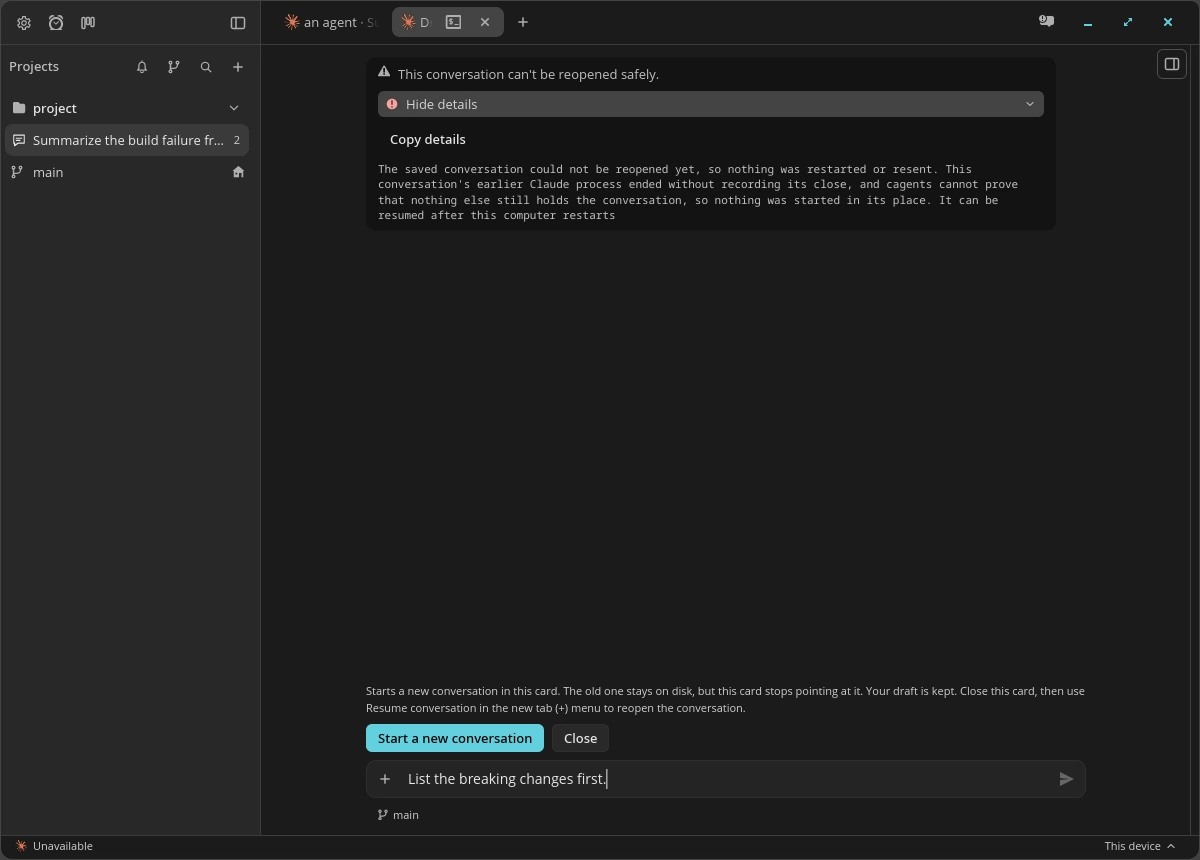 an agent · Su
D
Projects
project
Summarize the build failure fr... 2
main
This conversation can't be reopened safely.
Hide details
Copy details
The saved conversation could not be reopened yet, so nothing was restarted or resent. This
conversation's earlier Claude process ended without recording its close, and cagents cannot prove
that nothing else still holds the conversation, so nothing was started in its place. It can be
resumed after this computer restarts
Starts a new conversation in this card. The old one stays on disk, but this card stops pointing at it. Your draft is kept. Close this card, then use
Resume conversation in the new tab (+) menu to reopen the conversation.
Start a new conversation Close
List the breaking changes first.
main
Unavailable
This device